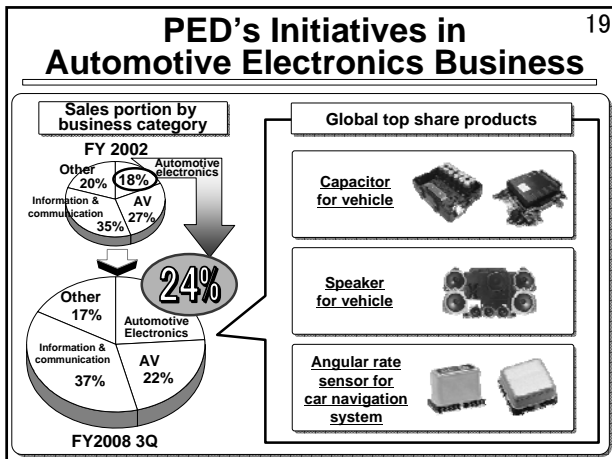 PED's Initiatives in
Automotive Electronics Business
19
Sales portion by
business category
FY 2002
Other
20%
18%
Automotive
electronics
Information &
communication
35%
AV
27%
24%
Other
17%
Automotive
Electronics
Information &
communication
37%
AV
22%
FY2008 3Q
Global top share products
Capacitor
for vehicle
Speaker
for vehicle
Angular rate
sensor for
car navigation
system